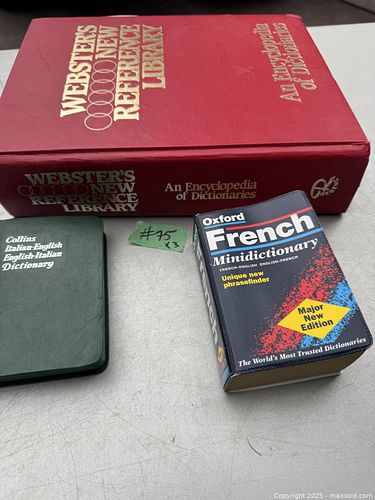 WEBSTER'S
NEW
REFERENCE
LIBRARY
An Encyclopedia
of Dictionaries
WEBSTER'S
NEW
REFERENCE
LIBRARY
An Encyclopedia
of Dictionaries
#45
x3
Collins
Italian-English
English-Italian
Dictionary
Oxford
French
Minidictionary
FRENCH-ENGLISH · ENGLISH-FRENCH
Unique new
phrasefinder
Major
New
Edition
The World's Most Trusted Dictionaries
Copyright © 2025 - maxsold.com